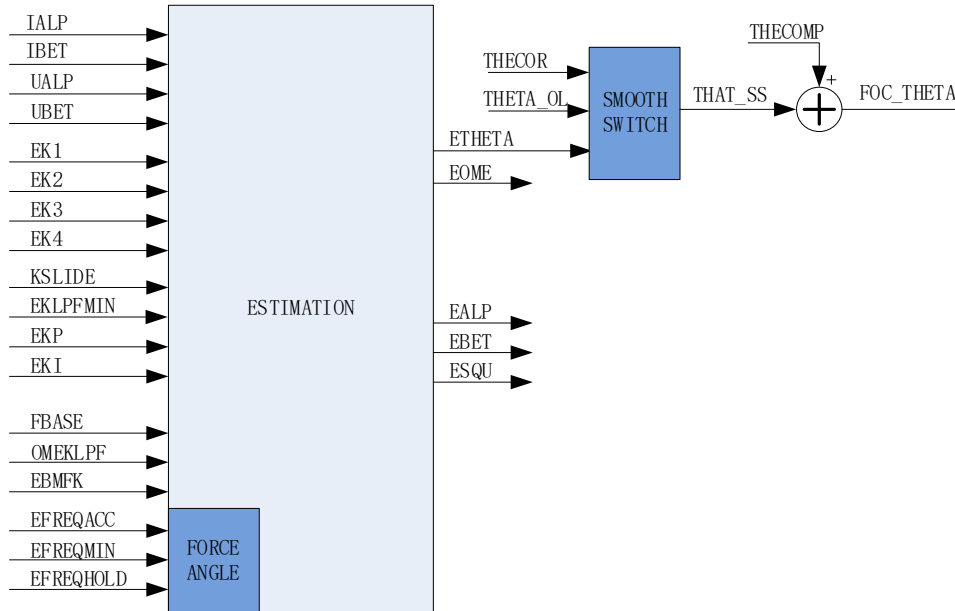 IALP
IBET
UALP
UBET
EK1
EK2
EK3
EK4
KSLIDE
EKLPFMIN
EKP
EKI
FBASE
OMEKLPF
EBMFK
EFREQACC
EFREQMIN
EFREQHOLD
FORCE
ANGLE
ESTIMATION
ETHETA
EOME
EALP
EBET
ESQU
THECOR
THETA_OL
SMOOTH
SWITCH
THAT_SS
THECOMP
+
FOC_THETA